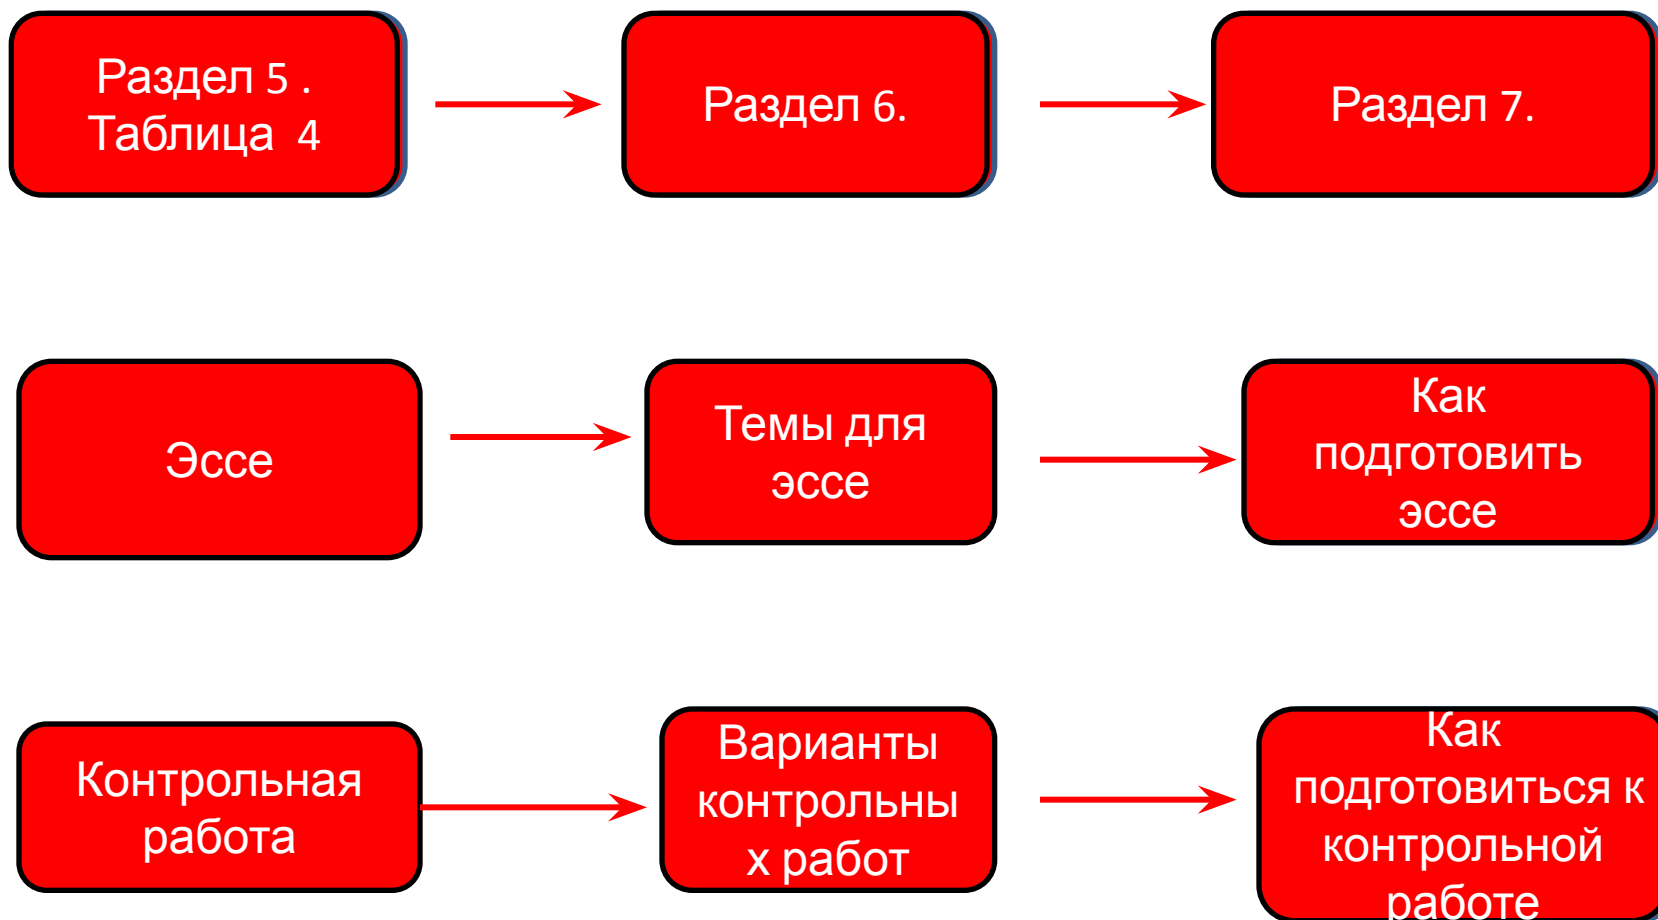 Раздел 5 .
Таблица 4
Раздел 6.
Раздел 7.
Эссе
Темы для
эссе
Как
подготовить
эссе
Контрольная
работа
Варианты
контрольны
х работ
Как
подготовиться к
контрольной
работе